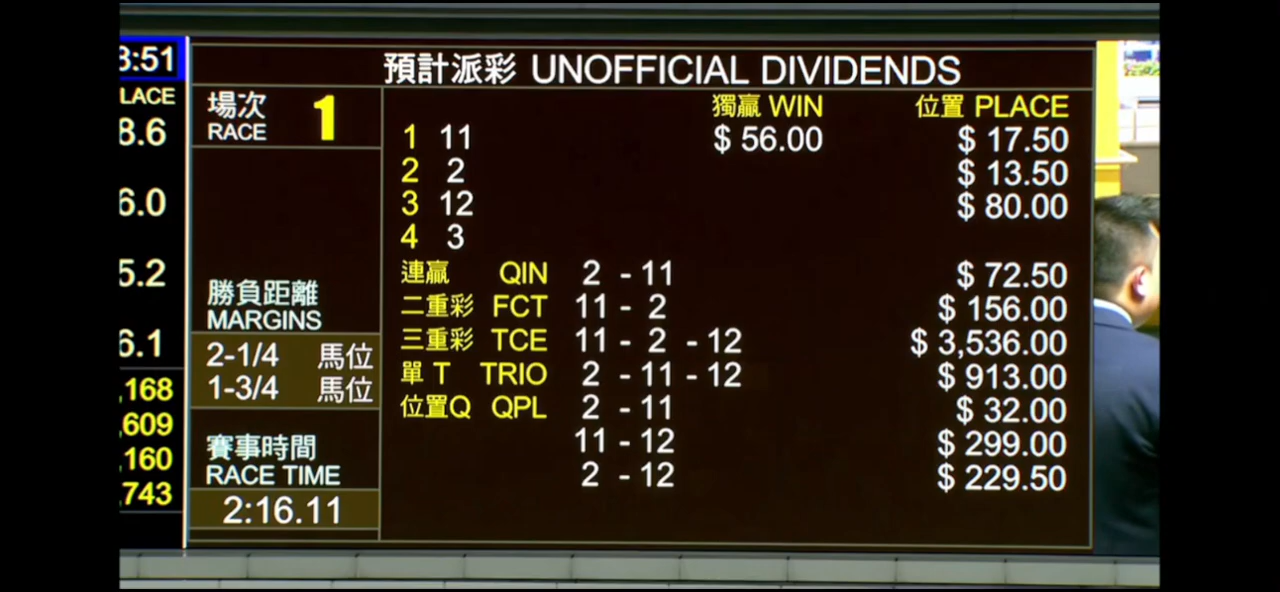 預計派彩 UNOFFICIAL DIVIDENDS
場次
RACE 1
獨贏 WIN 位置 PLACE
1 11 $ 56.00 $ 17.50
2 2 $ 13.50
3 12 $ 80.00
4 3
連贏 QIN 2 - 11 $ 72.50
二重彩 FCT 11 - 2 $ 156.00
三重彩 TCE 11 - 2 - 12 $ 3,536.00
單 T TRIO 2 - 11 - 12 $ 913.00
位置Q QPL 2 - 11 $ 32.00
11 - 12 $ 299.00
2 - 12 $ 229.50
勝負距離
MARGINS
2-1/4 馬位
1-3/4 馬位
賽事時間
RACE TIME
2:16.11
:51
LACE
8.6
6.0
5.2
6.1
,168
,609
,160
,743